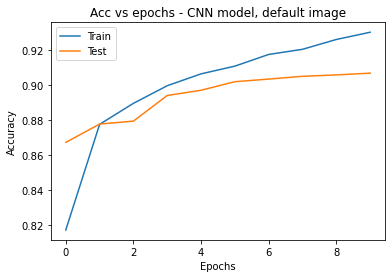 Acc vs epochs - CNN model, default image
Train
Test
Accuracy
0.92
0.90
0.88
0.86
0.84
0.82
0 2 4 6 8
Epochs